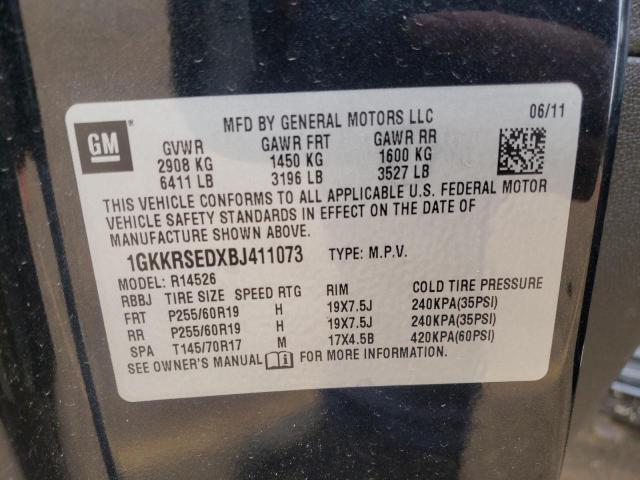 GM
MFD BY GENERAL MOTORS LLC 06/11
GVWR GAWR FRT GAWR RR
2908 KG 1450 KG 1600 KG
6411 LB 3196 LB 3527 LB
THIS VEHICLE CONFORMS TO ALL APPLICABLE U.S. FEDERAL MOTOR
VEHICLE SAFETY STANDARDS IN EFFECT ON THE DATE OF
MANUFACTURE SHOWN ABOVE.
1GKKRSEDXBJ411073 TYPE: M.P.V.
MODEL: R14526
RBBJ TIRE SIZE SPEED RTG RIM COLD TIRE PRESSURE
FRT P255/60R19 H 19X7.5J 240KPA(35PSI)
RR P255/60R19 H 19X7.5J 240KPA(35PSI)
SPA T145/70R17 M 17X4.5B 420KPA(60PSI)
SEE OWNER'S MANUAL FOR MORE INFORMATION.